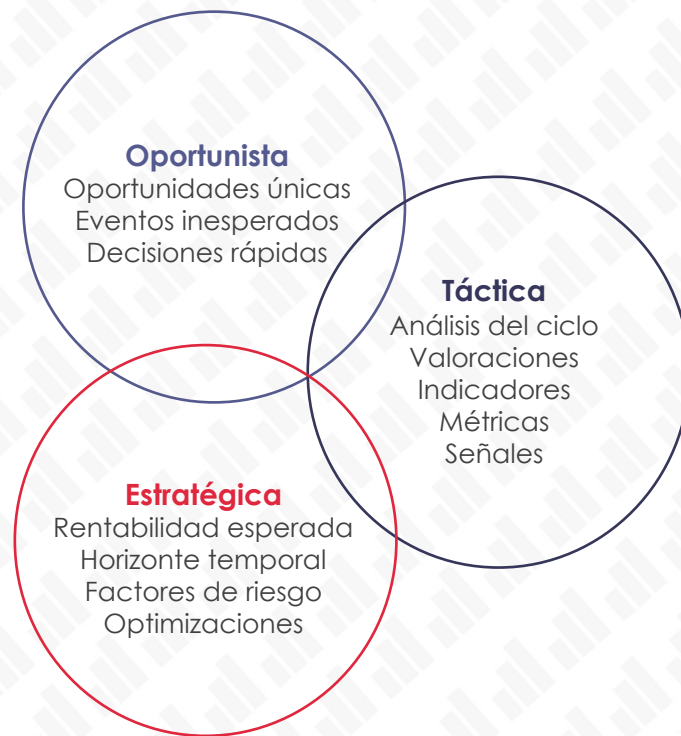 Oportunista
Oportunidades únicas
Eventos inesperados
Decisiones rápidas
Táctica
Análisis del ciclo
Valoraciones
Indicadores
Métricas
Señales
Estratégica
Rentabilidad esperada
Horizonte temporal
Factores de riesgo
Optimizaciones